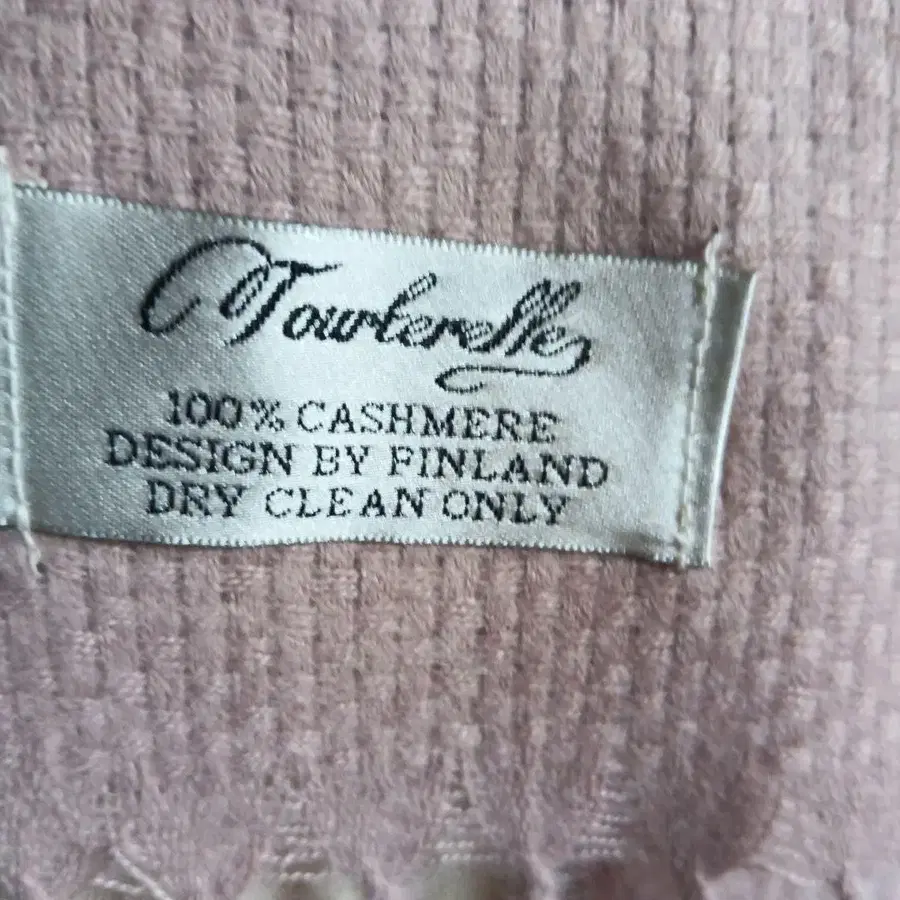 Tourterelle
100% CASHMERE
DESIGN BY FINLAND
DRY CLEAN ONLY